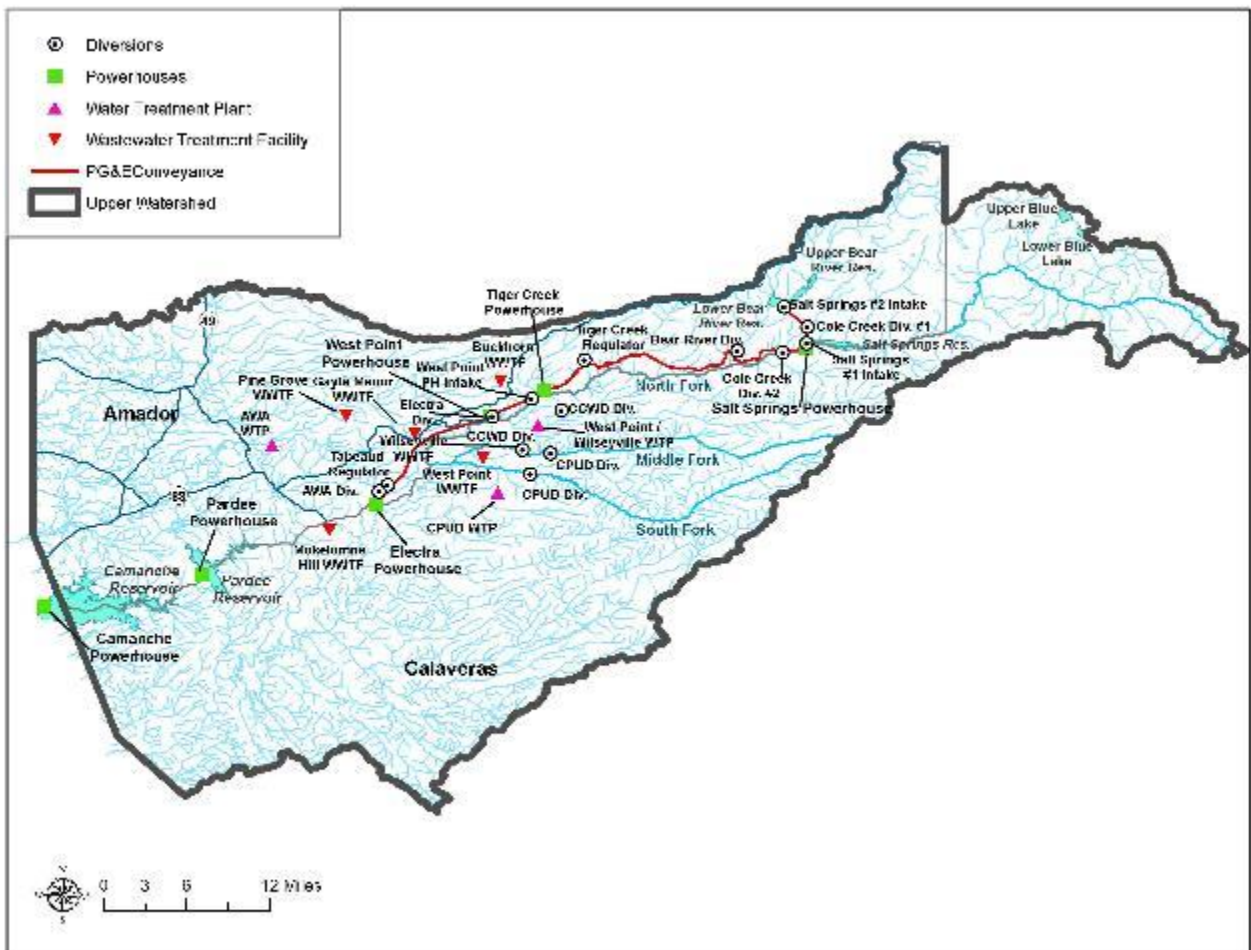 Diversions
Powerhouses
Water Treatment Plant
Wastewater Treatment Facility
PG&EConveyance
Upper Watershed
Upper Blue
Lake
Lower Blue
Lake
Upper Bear
River Res.
Tiger Creek
Powerhouse
Lower Bear
River Res.
Salt Springs #2 Intake
49
Cole Creek Div. #1
Tiger Creek
Regulator
Bear River Div.
Salt Springs Res.
West Point
Powerhouse
Buckhorn
WWTF
Salt Springs
#1 Intake
West Point
PH Intake
North Fork
Cole Creek
Div. #2
Pine Grove
WWTF
Gayla Manor
WWTF
Salt Springs Powerhouse
Amador
AWA
WTP
Electra
Div.
CCWD Div.
West Point /
Wilseyville WTP
CCWD Div.
Wilseyville
WWTF
Middle Fork
CPUD Div.
Tabeaud
Regulator
West Point
WWTF
AWA Div.
CPUD Div.
88
Pardee
Powerhouse
CPUD WTP
South Fork
Mokelumne
Hill WWTF
Electra
Powerhouse
Camanche
Reservoir
Pardee
Reservoir
Camanche
Powerhouse
Calaveras
N
S
0 3 6 12 Miles